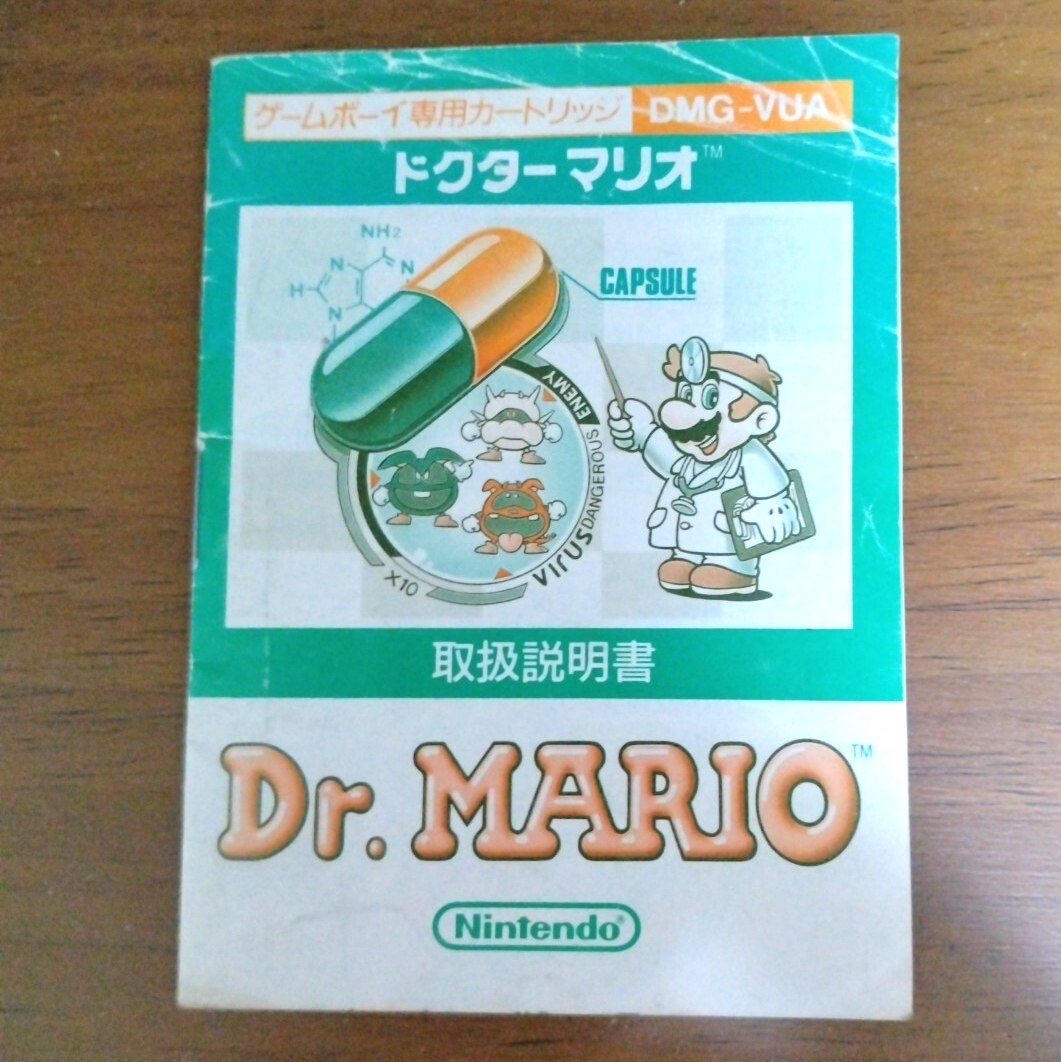 ゲームボーイ専用カートリッジ DMG-VUA
ドクターマリオ™
NH2
N
N
H
N
CAPSULE
ENEMY
VIRUS DANGEROUS
X10
取扱説明書
Dr. MARIO™
Nintendo®